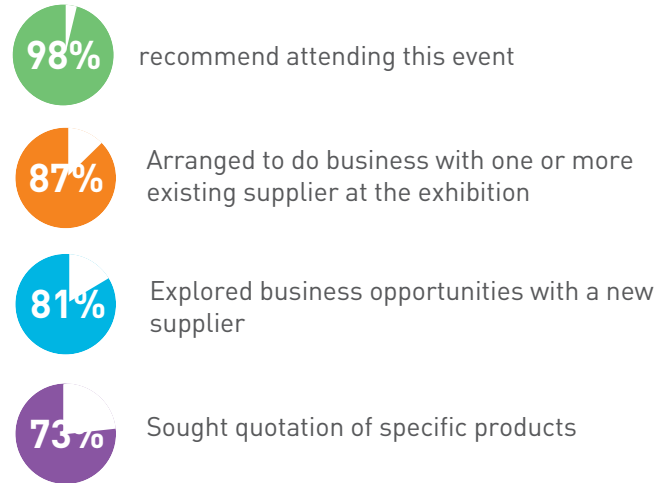 98%
recommend attending this event
87%
Arranged to do business with one or more
existing supplier at the exhibition
81%
Explored business opportunities with a new
supplier
73%
Sought quotation of specific products